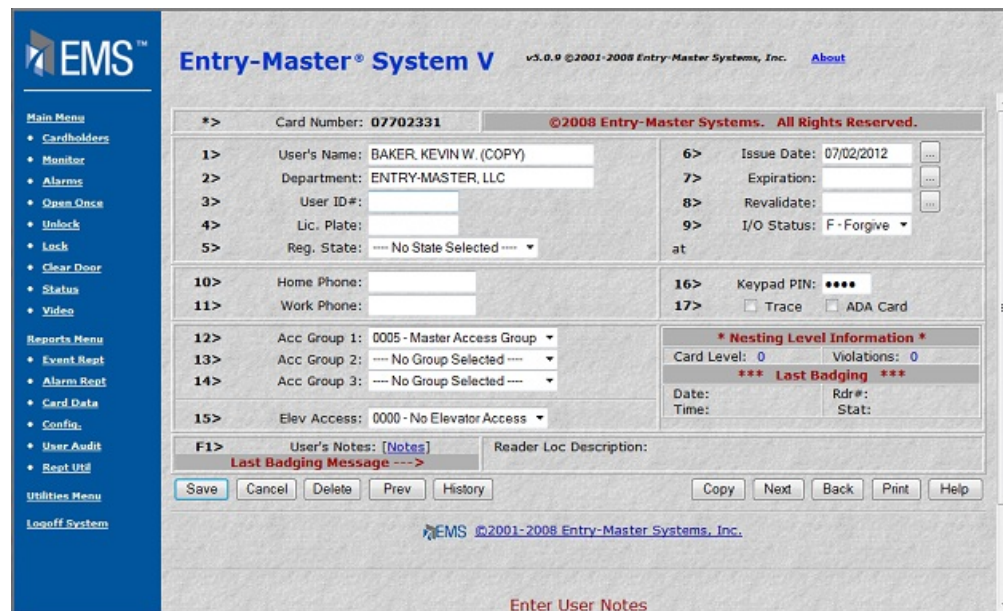 EMS™
Entry-Master® System V v5.0.9 ©2001-2008 Entry-Master Systems, Inc. About
Main Menu
Cardholders
Monitor
Alarms
Open Once
Unlock
Lock
Clear Door
Status
Video
Reports Menu
Event Rept
Alarm Rept
Card Data
Config.
User Audit
Rept Util
Utilities Menu
Logoff System
*> Card Number: 07702331 ©2008 Entry-Master Systems. All Rights Reserved.
1> User's Name: BAKER, KEVIN W. (COPY)
2> Department: ENTRY-MASTER, LLC
3> User ID#:
4> Lic. Plate:
5> Reg. State: ---- No State Selected ----
6> Issue Date: 07/02/2012 ...
7> Expiration: ...
8> Revalidate: ...
9> I/O Status: F - Forgive
at
10> Home Phone:
11> Work Phone:
16> Keypad PIN: ●●●●
17> Trace ADA Card
12> Acc Group 1: 0005 - Master Access Group
13> Acc Group 2: ---- No Group Selected ----
14> Acc Group 3: ---- No Group Selected ----
15> Elev Access: 0000 - No Elevator Access
* Nesting Level Information *
Card Level: 0 Violations: 0
*** Last Badging ***
Date: Rdr#:
Time: Stat:
F1> User's Notes: [Notes] Reader Loc Description:
Last Badging Message --->
Save Cancel Delete Prev History Copy Next Back Print Help
EMS ©2001-2008 Entry-Master Systems, Inc.
Enter User Notes